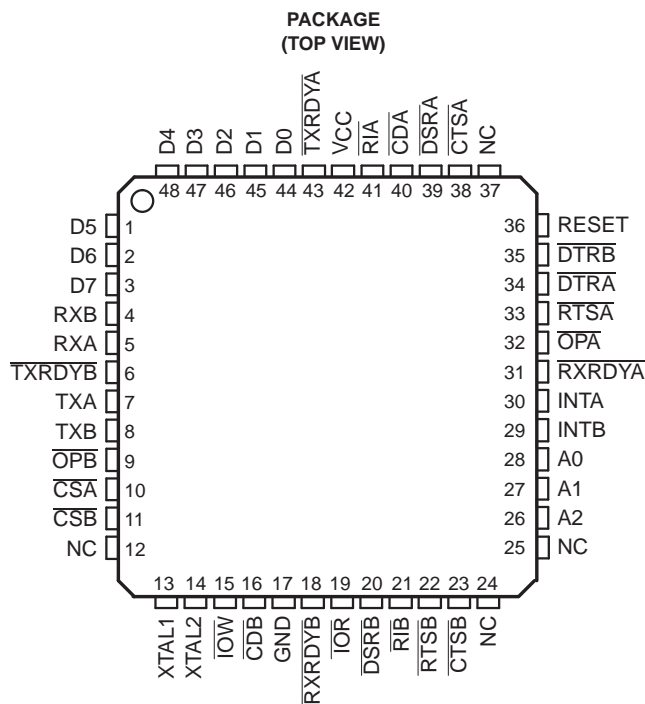 PACKAGE
(TOP VIEW)
D4
D3
D2
D1
D0
TXRDYA
VCC
RIA
CDA
DSRA
CTSA
NC
48 47 46 45 44 43 42 41 40 39 38 37
D5 1
D6 2
D7 3
RXB 4
RXA 5
TXRDYB 6
TXA 7
TXB 8
OPB 9
CSA 10
CSB 11
NC 12
36 RESET
35 DTRB
34 DTRA
33 RTSA
32 OPA
31 RXRDYA
30 INTA
29 INTB
28 A0
27 A1
26 A2
25 NC
13 14 15 16 17 18 19 20 21 22 23 24
XTAL1
XTAL2
IOW
CDB
GND
RXRDYB
IOR
DSRB
RIB
RTSB
CTSB
NC